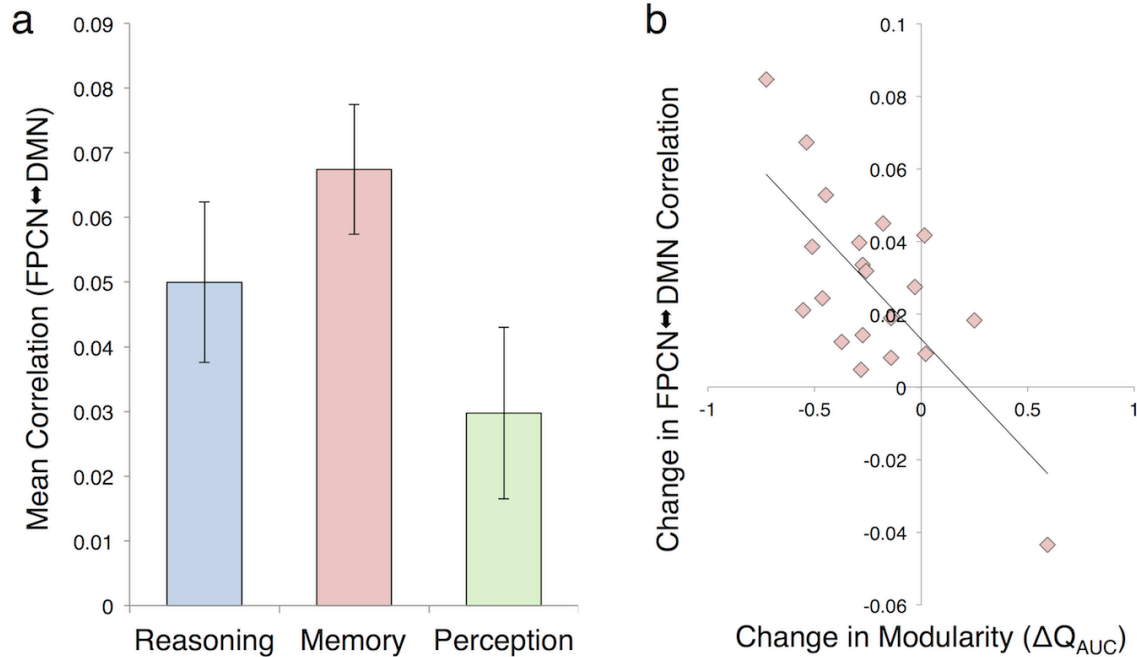 a
Mean Correlation (FPCN⬌DMN)
0.09
0.08
0.07
0.06
0.05
0.04
0.03
0.02
0.01
0
Reasoning Memory Perception
b
Change in FPCN⬌DMN Correlation
0.1
0.08
0.06
0.04
0.02
0
-0.02
-0.04
-0.06
-1 -0.5 0 0.5 1
Change in Modularity (ΔQAUC)